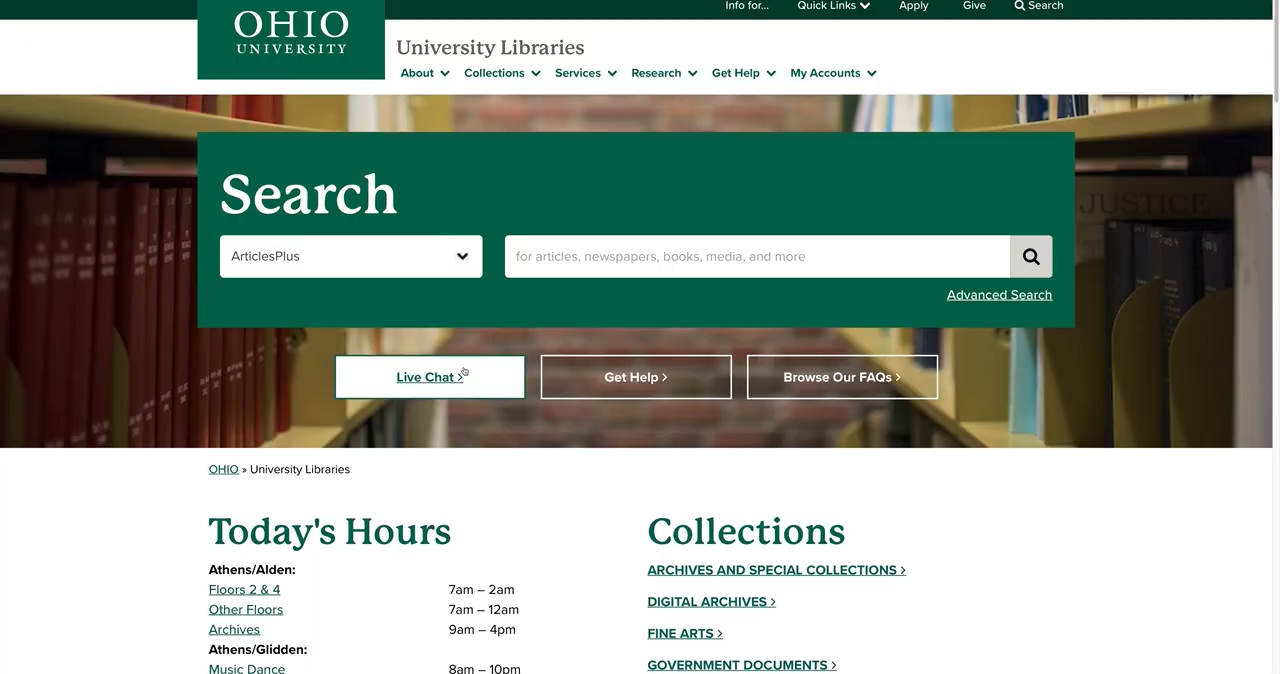 Info for...
Quick Links
Apply
Give
Search
OHIO
UNIVERSITY
University Libraries
About
Collections
Services
Research
Get Help
My Accounts
JUSTICE
Search
ArticlesPlus
for articles, newspapers, books, media, and more
Advanced Search
Live Chat >
Get Help >
Browse Our FAQs >
OHIO » University Libraries
Today's Hours
Athens/Alden:
Floors 2 & 4 7am – 2am
Other Floors 7am – 12am
Archives 9am – 4pm
Athens/Glidden:
Music Dance 8am – 10pm
Collections
ARCHIVES AND SPECIAL COLLECTIONS >
DIGITAL ARCHIVES >
FINE ARTS >
GOVERNMENT DOCUMENTS >